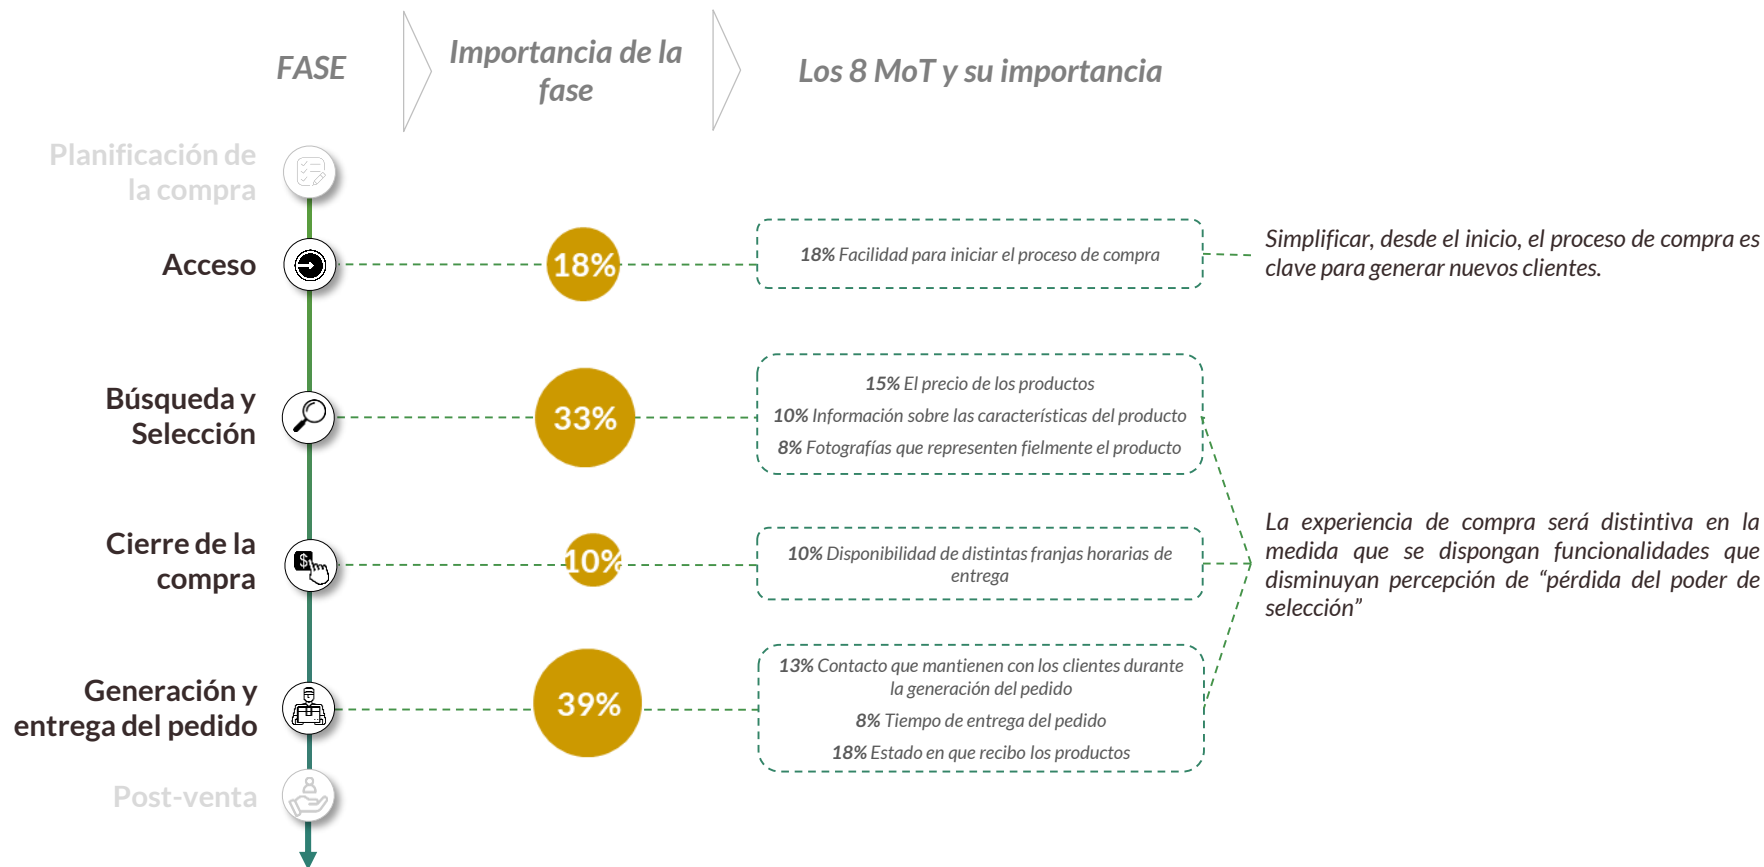 FASE
Importancia de la
fase
Los 8 MoT y su importancia
Planificación de
la compra
Acceso
18%
18% Facilidad para iniciar el proceso de compra
Simplificar, desde el inicio, el proceso de compra es
clave para generar nuevos clientes.
Búsqueda y
Selección
33%
15% El precio de los productos
10% Información sobre las características del producto
8% Fotografías que representen fielmente el producto
Cierre de la
compra
$
10%
10% Disponibilidad de distintas franjas horarias de
entrega
La experiencia de compra será distintiva en la
medida que se dispongan funcionalidades que
disminuyan percepción de “pérdida del poder de
selección”
Generación y
entrega del pedido
39%
13% Contacto que mantienen con los clientes durante
la generación del pedido
8% Tiempo de entrega del pedido
18% Estado en que recibo los productos
Post-venta